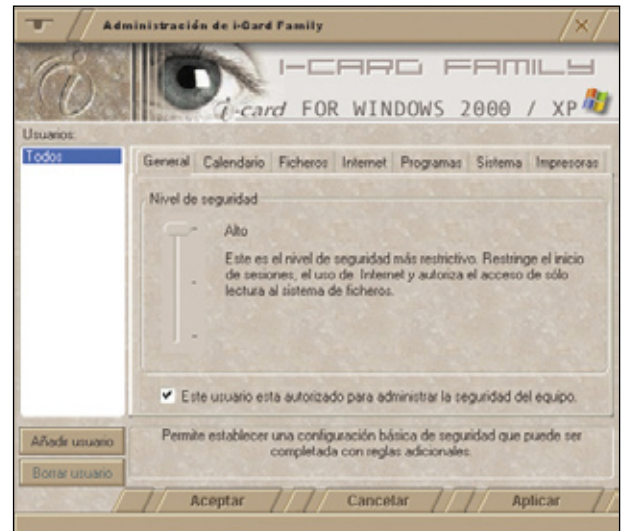 Administración de i-Card Family
I-CARD FAMILY
i-card FOR WINDOWS 2000 / XP
Usuarios:
Todos
General Calendario Ficheros Internet Programas Sistema Impresoras
Nivel de seguridad
Alto
Este es el nivel de seguridad más restrictivo. Restringe el inicio
de sesiones, el uso de Internet y autoriza el acceso de sólo
lectura al sistema de ficheros.
Este usuario esta autorizado para administrar la seguridad del equipo.
Añadir usuario
Borrar usuario
Permite establecer una configuración básica de seguridad que puede ser
completada con reglas adicionales.
Aceptar Cancelar Aplicar